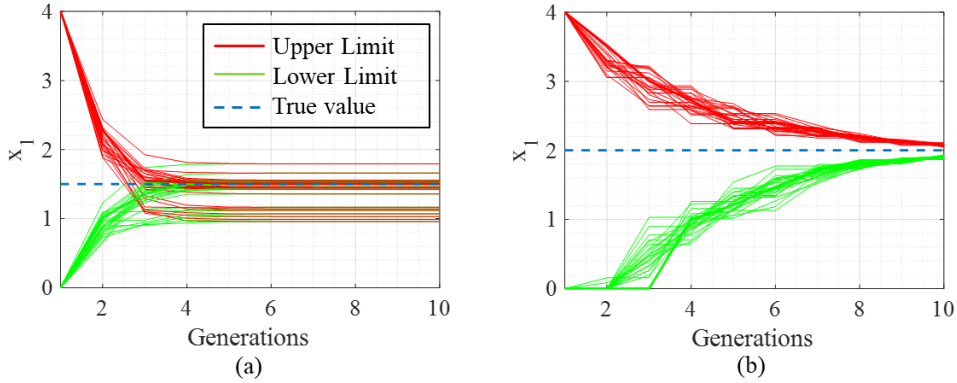 4
3
2
1
0
x1
2
4
6
8
10
Generations
(a)
Upper Limit
Lower Limit
True value
4
3
2
1
0
x1
2
4
6
8
10
Generations
(b)